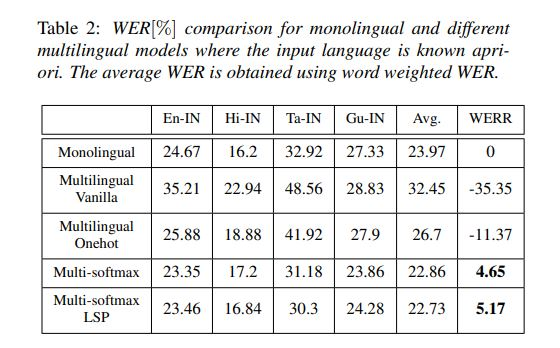 Table 2: WER[%] comparison for monolingual and different
multilingual models where the input language is known apri-
ori. The average WER is obtained using word weighted WER.
En-IN Hi-IN Ta-IN Gu-IN Avg. WERR
Monolingual 24.67 16.2 32.92 27.33 23.97 0
Multilingual
Vanilla 35.21 22.94 48.56 28.83 32.45 -35.35
Multilingual
Onehot 25.88 18.88 41.92 27.9 26.7 -11.37
Multi-softmax 23.35 17.2 31.18 23.86 22.86 4.65
Multi-softmax
LSP 23.46 16.84 30.3 24.28 22.73 5.17